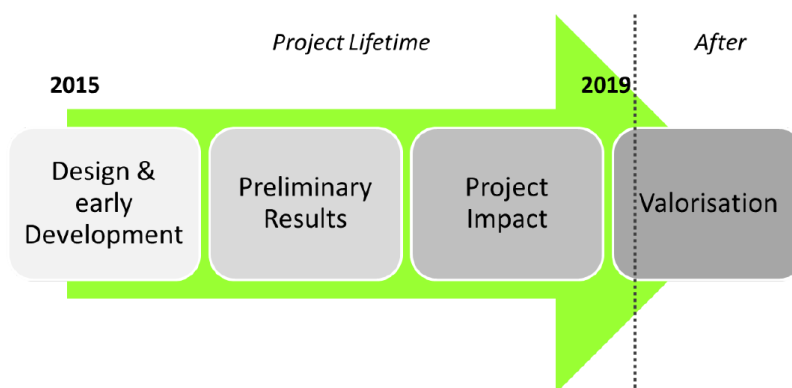 Project Lifetime
After
2015
2019
Design &
early
Development
Preliminary
Results
Project
Impact
Valorisation